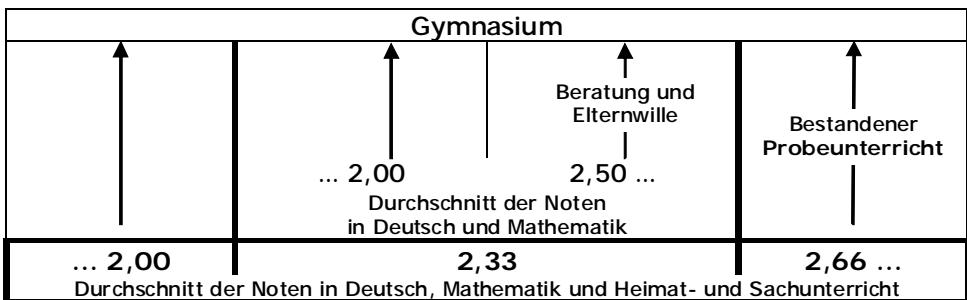 Gymnasium
Beratung und
Elternwille
Bestandener
Probeunterricht
... 2,00 2,50 ...
Durchschnitt der Noten
in Deutsch und Mathematik
... 2,00 2,33 2,66 ...
Durchschnitt der Noten in Deutsch, Mathematik und Heimat- und Sachunterricht